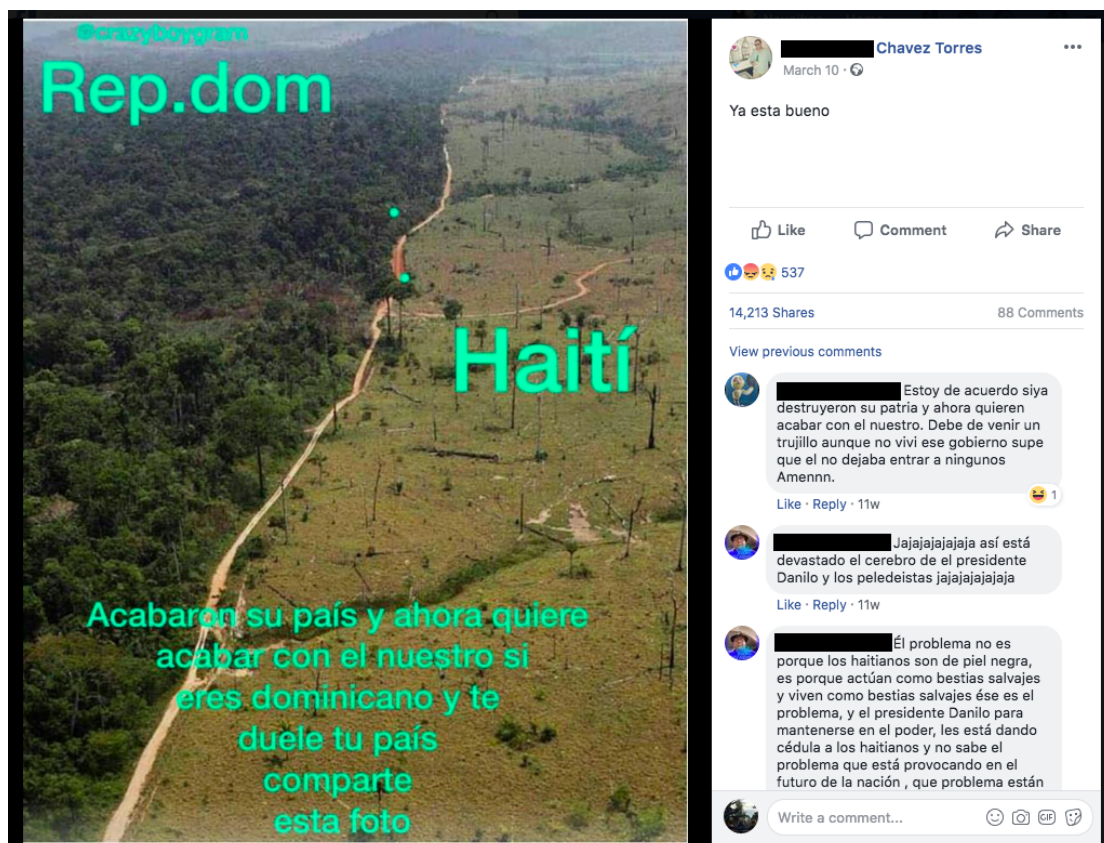 @crazyboygram
Rep.dom
Haití
Acabaron su país y ahora quiere
acabar con el nuestro si
eres dominicano y te
duele tu país
comparte
esta foto
Chavez Torres
March 10 ·
Ya esta bueno
Like
Comment
Share
537
14,213 Shares
88 Comments
View previous comments
Estoy de acuerdo siya
destruyeron su patria y ahora quieren
acabar con el nuestro. Debe de venir un
trujillo aunque no vivi ese gobierno supe
que el no dejaba entrar a ningunos
Amennn.
1
Like · Reply · 11w
Jajajajajajaja así está
devastado el cerebro de el presidente
Danilo y los peledeistas jajajajajajaja
Like · Reply · 11w
Él problema no es
porque los haitianos son de piel negra,
es porque actúan como bestias salvajes
y viven como bestias salvajes ése es el
problema, y el presidente Danilo para
mantenerse en el poder, les está dando
cédula a los haitianos y no sabe el
problema que está provocando en el
futuro de la nación , que problema están
Write a comment...
GIF